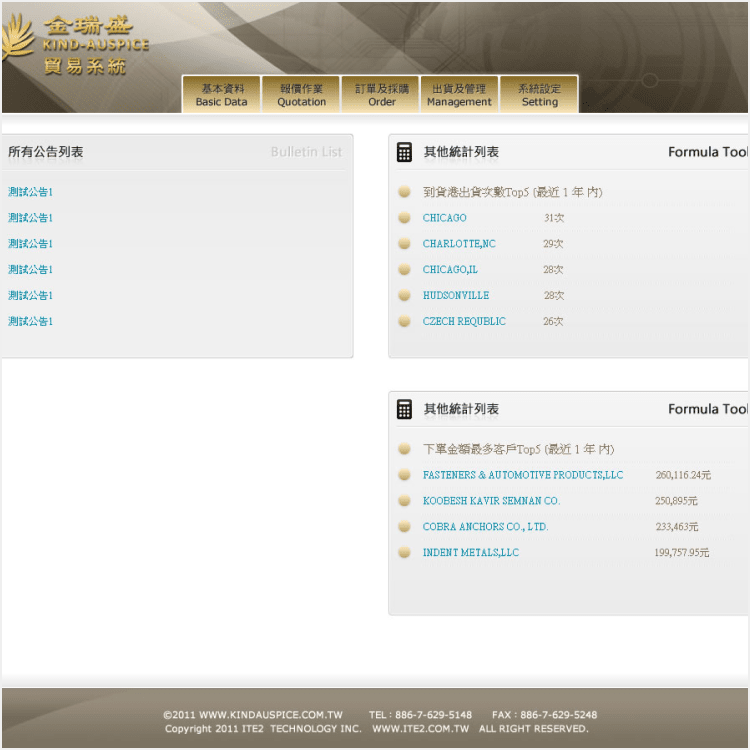 金瑞盛
KIND-AUSPICE
貿易系統
基本資料
Basic Data
報價作業
Quotation
訂單及採購
Order
出貨及管理
Management
系統設定
Setting
所有公告列表 Bulletin List
測試公告1
測試公告1
測試公告1
測試公告1
測試公告1
測試公告1
其他統計列表 Formula Tool
到貨港出貨次數Top5 (最近 1 年 內)
CHICAGO 31次
CHARLOTTE,NC 29次
CHICAGO,IL 28次
HUDSONVILLE 28次
CZECH REQUBLIC 26次
其他統計列表 Formula Tool
下單金額最多客戶Top5 (最近 1 年 內)
FASTENERS & AUTOMOTIVE PRODUCTS,LLC 260,116.24元
KOOBESH KAVIR SEMNAN CO. 250,895元
COBRA ANCHORS CO., LTD. 233,463元
INDENT METALS,LLC 199,757.95元
©2011 WWW.KINDAUSPICE.COM.TW TEL：886-7-629-5148 FAX：886-7-629-5248
Copyright 2011 ITE2 TECHNOLOGY INC. WWW.ITE2.COM.TW ALL RIGHT RESERVED.